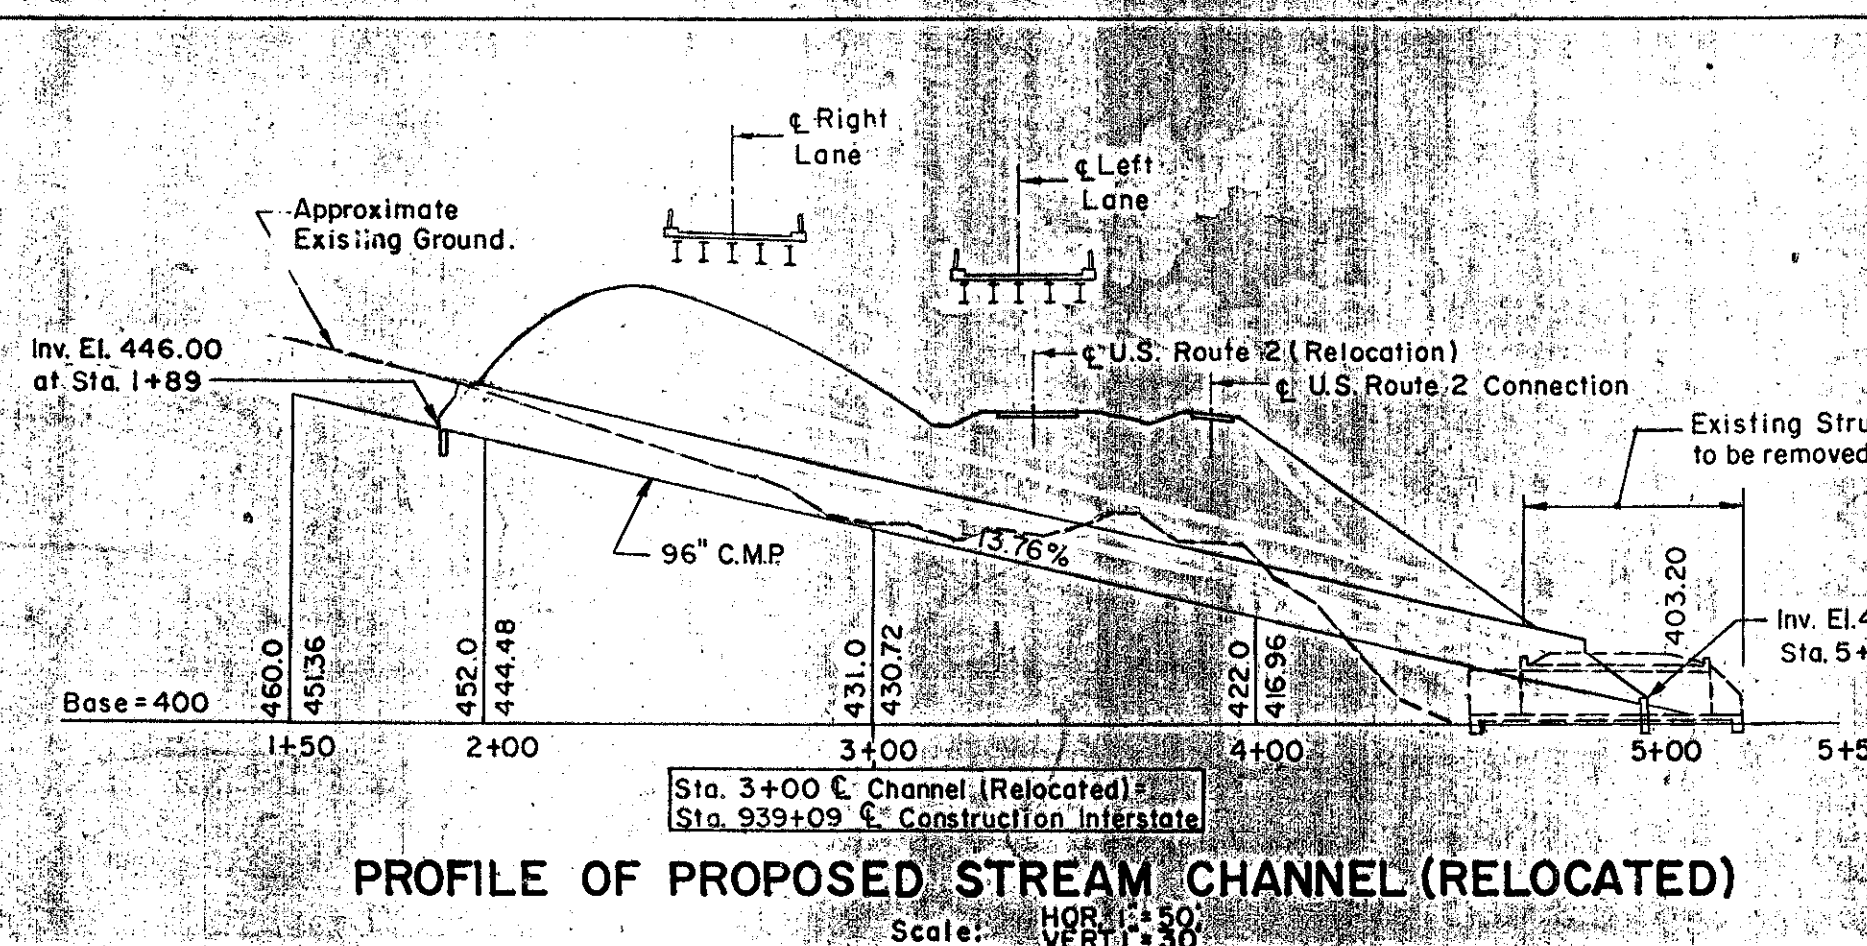 ℄ Right
Lane
℄ Left
Lane
Approximate
Existing Ground.
Inv. El. 446.00
at Sta. 1+89
℄ U.S. Route 2 (Relocation)
℄ U.S. Route 2 Connection
Existing Stru
to be removed
96" C.M.P.
13.76%
403.20
Inv. El. 4
Sta. 5+
460.0
451.36
452.0
444.48
431.0
430.72
422.0
416.96
Base = 400
1+50
2+00
3+00
4+00
5+00
5+5
Sta. 3+00 ℄ Channel (Relocated) =
Sta. 939+09 ℄ Construction Interstate
PROFILE OF PROPOSED STREAM CHANNEL (RELOCATED)
Scale:
HOR. 1" = 50'
VERT. 1" = 30'